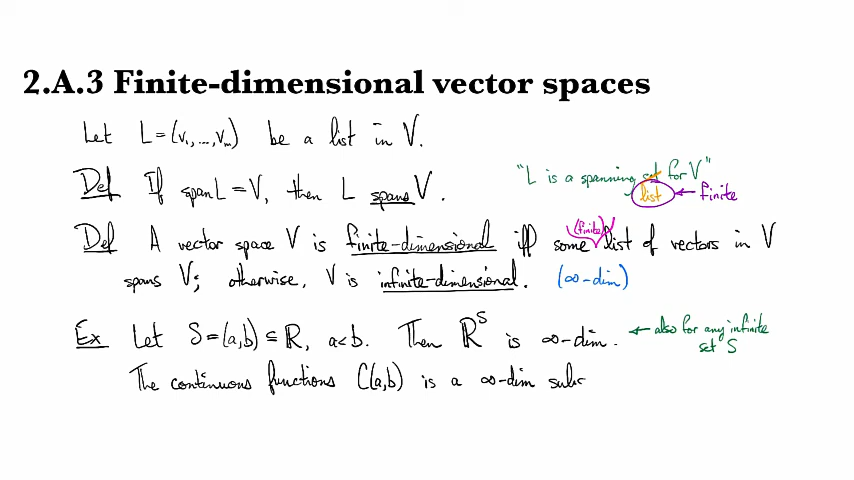 2.A.3 Finite-dimensional vector spaces
Let L=(v₁,...,vₘ) be a list in V.
"L is a spanning set for V"
Def If span L = V, then L spans V.
list ← finite
(finite)
Def A vector space V is finite-dimensional iff some list of vectors in V
spans V; otherwise, V is infinite-dimensional. (∞-dim)
Ex Let S=(a,b) ⊆ ℝ, a<b. Then ℝ^S is ∞-dim. ← also for any infinite
set S
The continuous functions C(a,b) is a ∞-dim subs